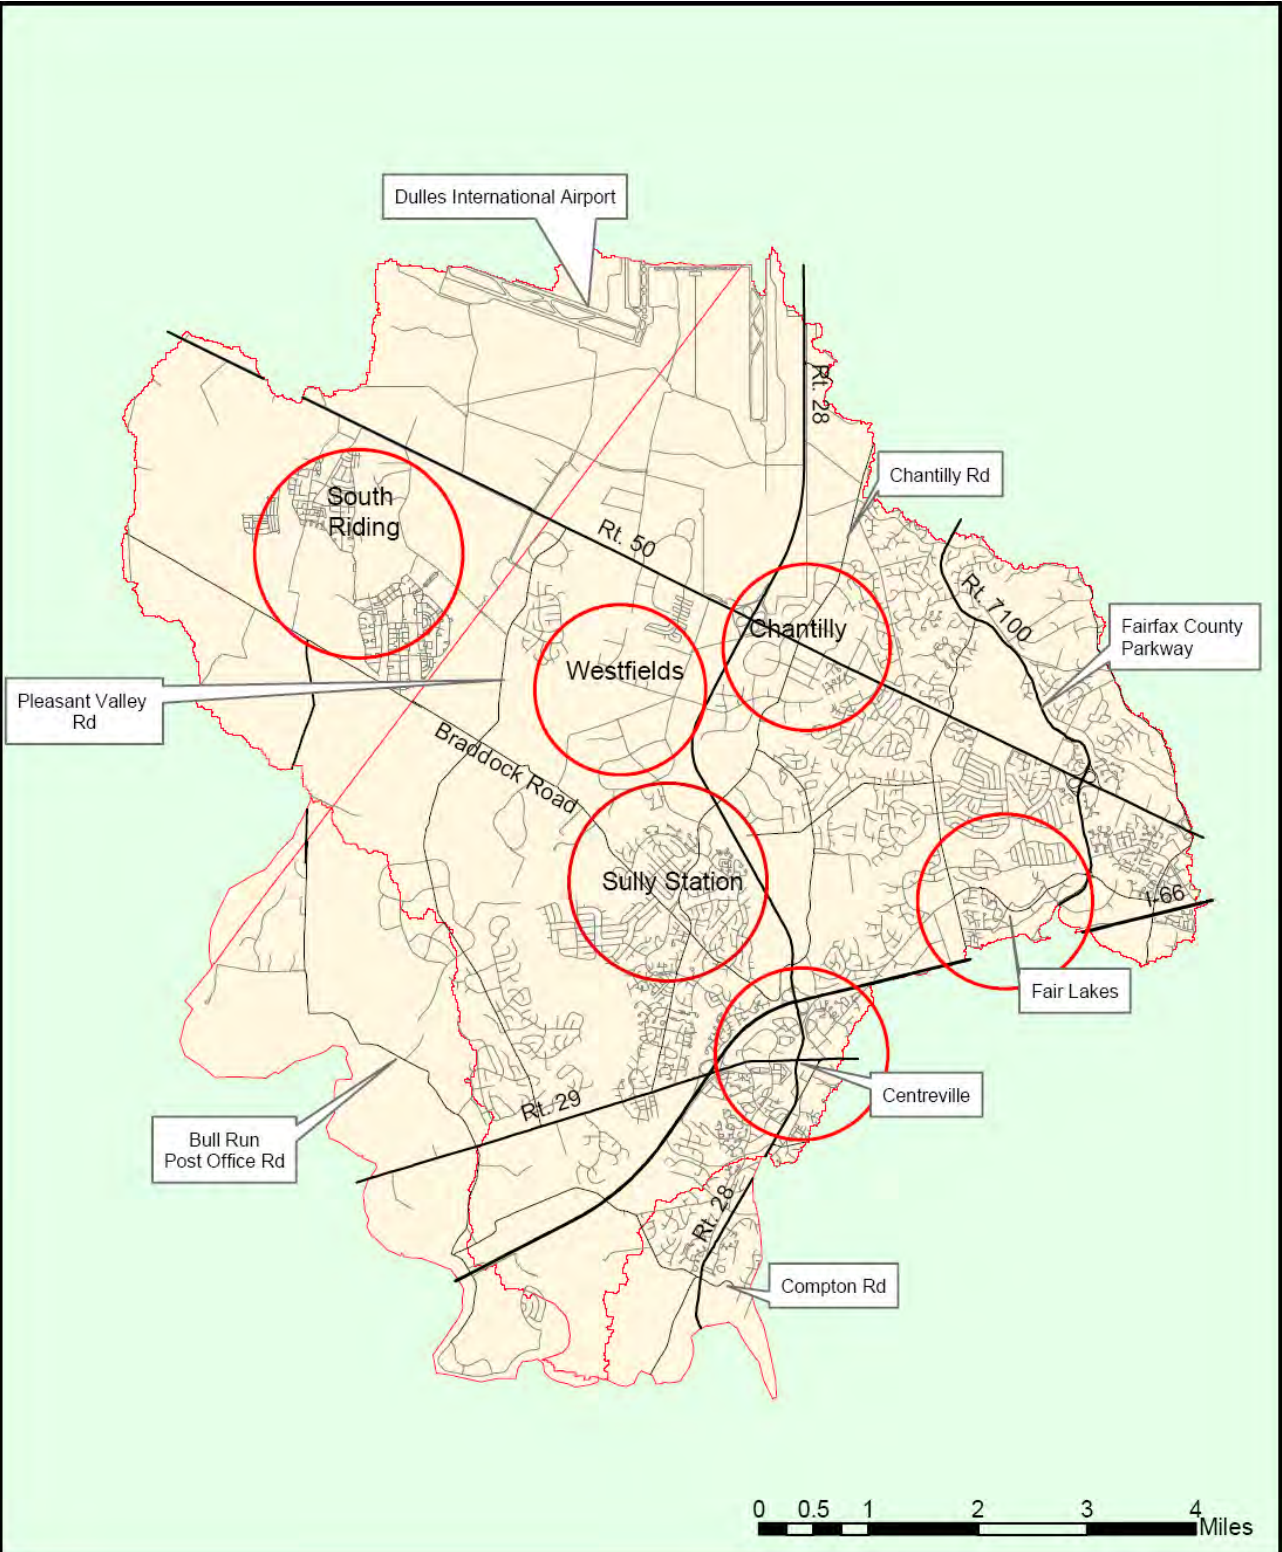 Dulles International Airport
Rt. 28
Chantilly Rd
South
Riding
Rt. 50
Rt. 7100
Chantilly
Fairfax County
Parkway
Westfields
Pleasant Valley
Rd
Braddock Road
Sully Station
I-66
Fair Lakes
Centreville
Rt. 29
Bull Run
Post Office Rd
Rt. 28
Compton Rd
0 0.5 1 2 3 4
Miles